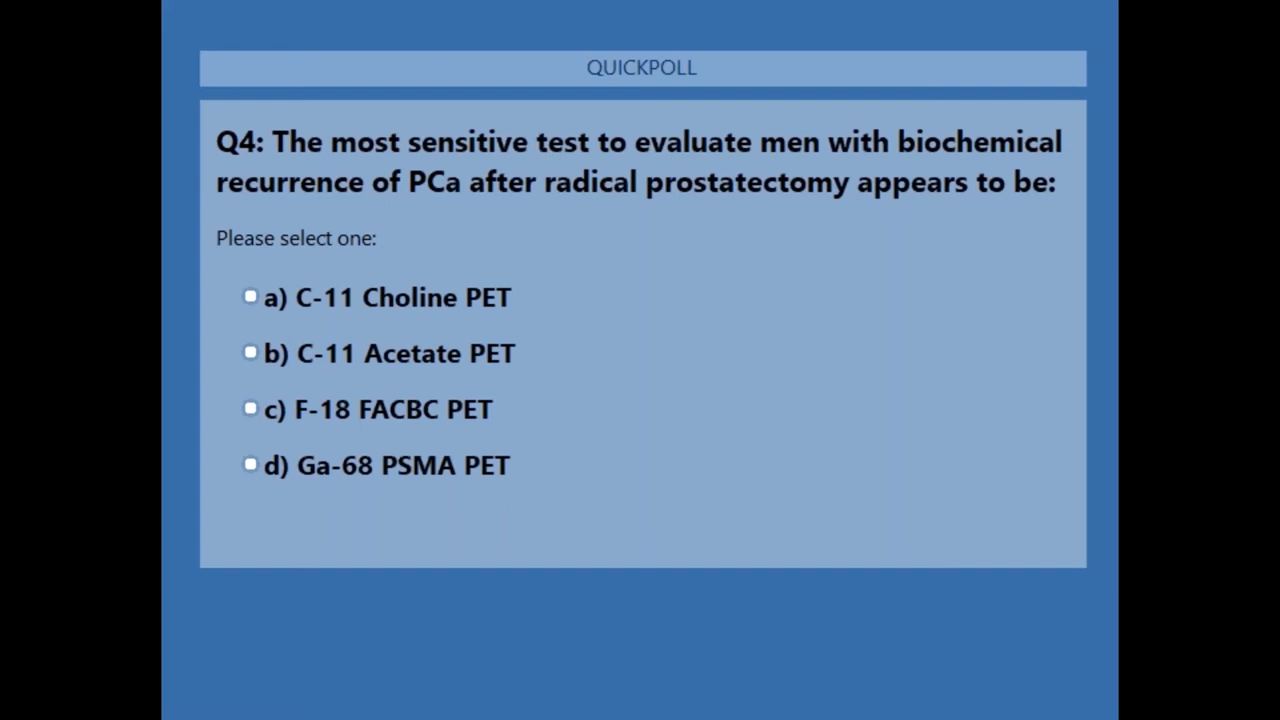 QUICKPOLL
Q4: The most sensitive test to evaluate men with biochemical
recurrence of PCa after radical prostatectomy appears to be:
Please select one:
a) C-11 Choline PET
b) C-11 Acetate PET
c) F-18 FACBC PET
d) Ga-68 PSMA PET